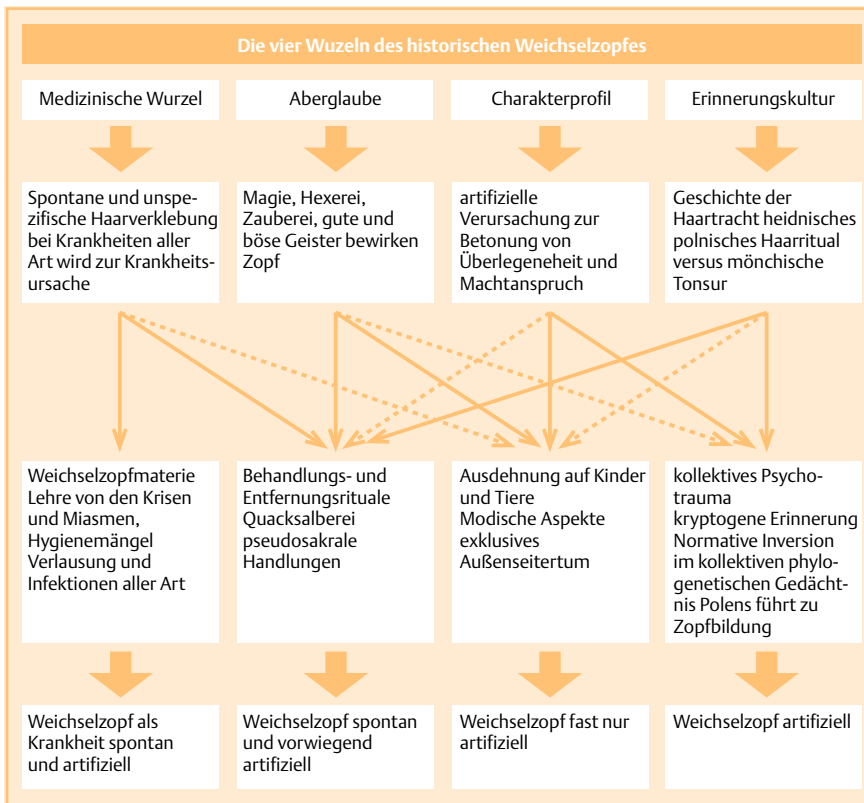 Die vier Wuzeln des historischen Weichselzopfes
Medizinische Wurzel
Aberglaube
Charakterprofil
Erinnerungskultur
Spontane und unspe-
zifische Haarverklebung
bei Krankheiten aller
Art wird zur Krankheits-
ursache
Magie, Hexerei,
Zauberei, gute und
böse Geister bewirken
Zopf
artifizielle
Verursachung zur
Betonung von
Überlegeneheit und
Machtanspruch
Geschichte der
Haartracht heidnisches
polnisches Haarritual
versus mönchische
Tonsur
Weichselzopfmaterie
Lehre von den Krisen
und Miasmen,
Hygienemängel
Verlausung und
Infektionen aller Art
Behandlungs- und
Entfernungsrituale
Quacksalberei
pseudosakrale
Handlungen
Ausdehnung auf Kinder
und Tiere
Modische Aspekte
exklusives
Außenseitertum
kollektives Psycho-
trauma
kryptogene Erinnerung
Normative Inversion
im kollektiven phylo-
genetischen Gedächt-
nis Polens führt zu
Zopfbildung
Weichselzopf als
Krankheit spontan
und artifiziell
Weichselzopf spontan
und vorwiegend
artifiziell
Weichselzopf fast nur
artifiziell
Weichselzopf artifiziell